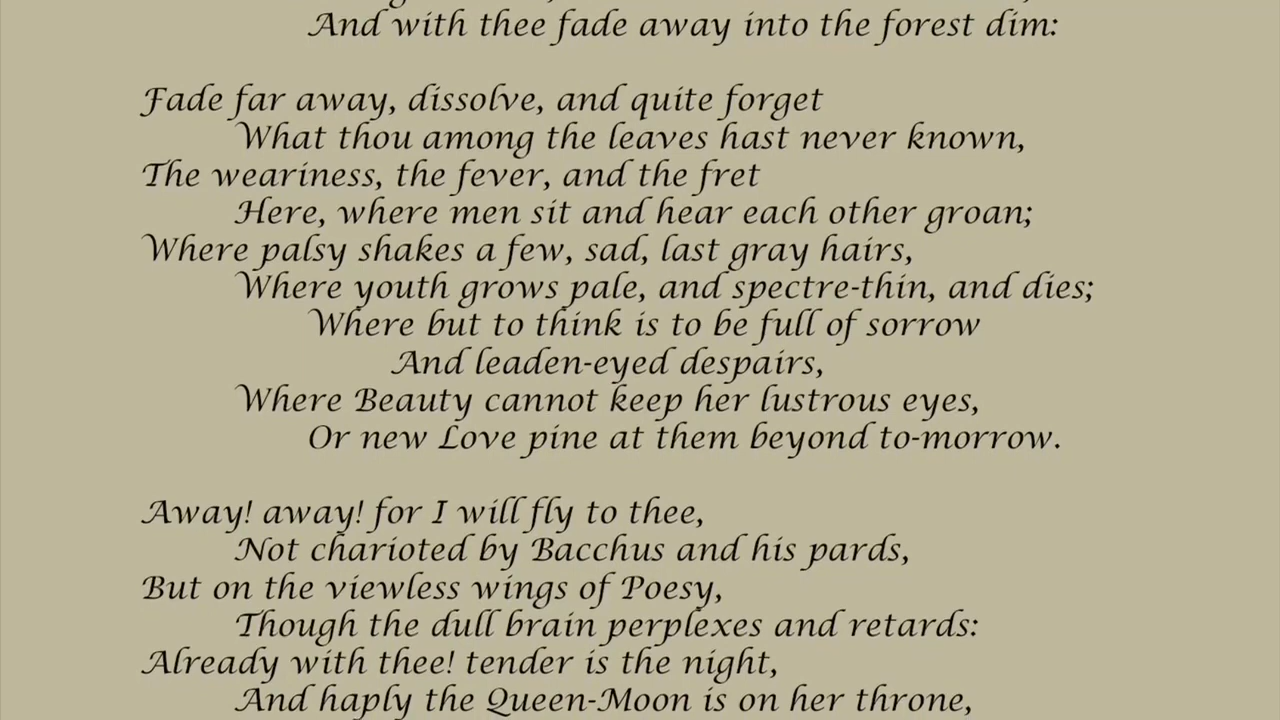 And with thee fade away into the forest dim:
Fade far away, dissolve, and quite forget
What thou among the leaves hast never known,
The weariness, the fever, and the fret
Here, where men sit and hear each other groan;
Where palsy shakes a few, sad, last gray hairs,
Where youth grows pale, and spectre-thin, and dies;
Where but to think is to be full of sorrow
And leaden-eyed despairs,
Where Beauty cannot keep her lustrous eyes,
Or new Love pine at them beyond to-morrow.
Away! away! for I will fly to thee,
Not charioted by Bacchus and his pards,
But on the viewless wings of Poesy,
Though the dull brain perplexes and retards:
Already with thee! tender is the night,
And haply the Queen-Moon is on her throne,